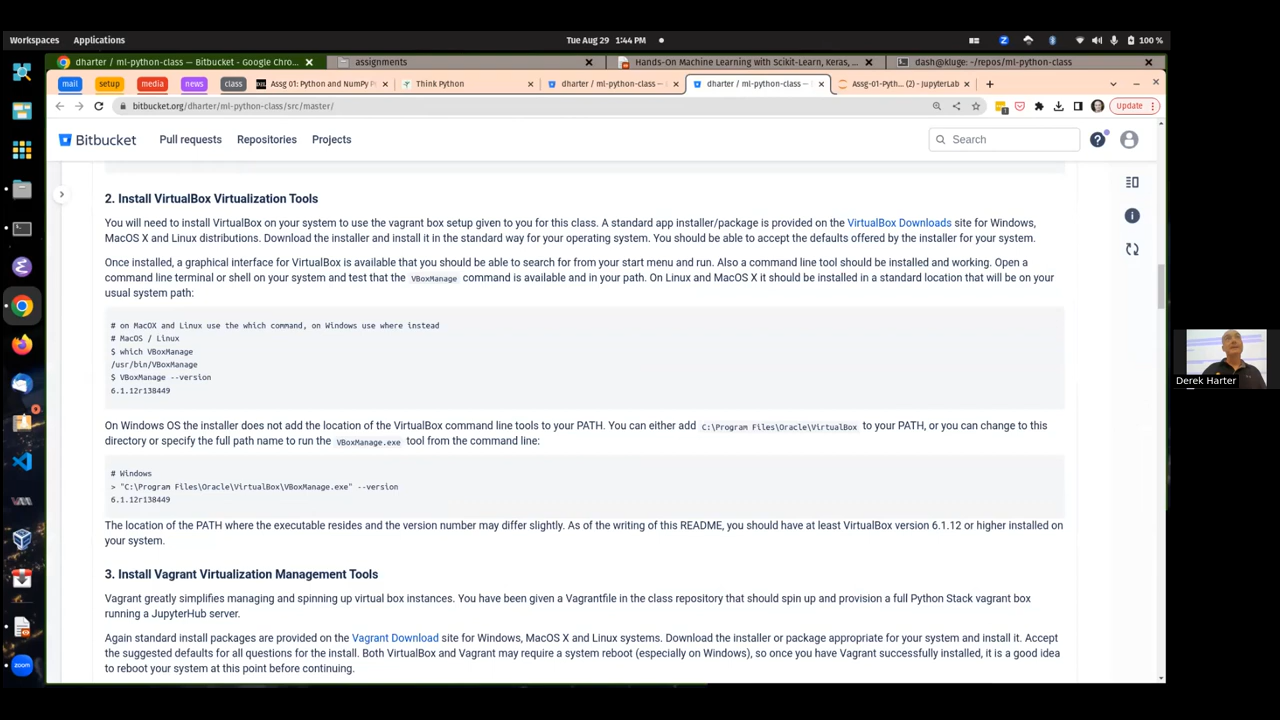 Workspaces Applications Tue Aug 29 1:44 PM 100 %
dharter / ml-python-class — Bitbucket - Google Chro... assignments Hands-On Machine Learning with Scikit-Learn, Keras, ... dash@kluge: ~/repos/ml-python-class
mail setup media news class Assg 01: Python and NumPy P Think Python dharter / ml-python-class — dharter / ml-python-class — Assg-01-Pyth... (2) - JupyterLab
bitbucket.org/dharter/ml-python-class/src/master/ Update
Bitbucket Pull requests Repositories Projects Search
2. Install VirtualBox Virtualization Tools
You will need to install VirtualBox on your system to use the vagrant box setup given to you for this class. A standard app installer/package is provided on the VirtualBox Downloads site for Windows,
MacOS X and Linux distributions. Download the installer and install it in the standard way for your operating system. You should be able to accept the defaults offered by the installer for your system.
Once installed, a graphical interface for VirtualBox is available that you should be able to search for from your start menu and run. Also a command line tool should be installed and working. Open a
command line terminal or shell on your system and test that the VBoxManage command is available and in your path. On Linux and MacOS X it should be installed in a standard location that will be on your
usual system path:
# on MacOX and Linux use the which command, on Windows use where instead
# MacOS / Linux
$ which VBoxManage
/usr/bin/VBoxManage
$ VBoxManage --version
6.1.12r138449
On Windows OS the installer does not add the location of the VirtualBox command line tools to your PATH. You can either add C:\Program Files\Oracle\VirtualBox to your PATH, or you can change to this
directory or specify the full path name to run the VBoxManage.exe tool from the command line:
# Windows
> "C:\Program Files\Oracle\VirtualBox\VBoxManage.exe" --version
6.1.12r138449
The location of the PATH where the executable resides and the version number may differ slightly. As of the writing of this README, you should have at least VirtualBox version 6.1.12 or higher installed on
your system.
3. Install Vagrant Virtualization Management Tools
Vagrant greatly simplifies managing and spinning up virtual box instances. You have been given a Vagrantfile in the class repository that should spin up and provision a full Python Stack vagrant box
running a JupyterHub server.
Again standard install packages are provided on the Vagrant Download site for Windows, MacOS X and Linux systems. Download the installer or package appropriate for your system and install it. Accept
the suggested defaults for all questions for the install. Both VirtualBox and Vagrant may require a system reboot (especially on Windows), so once you have Vagrant successfully installed, it is a good idea
to reboot your system at this point before continuing.
Derek Harter
zoom